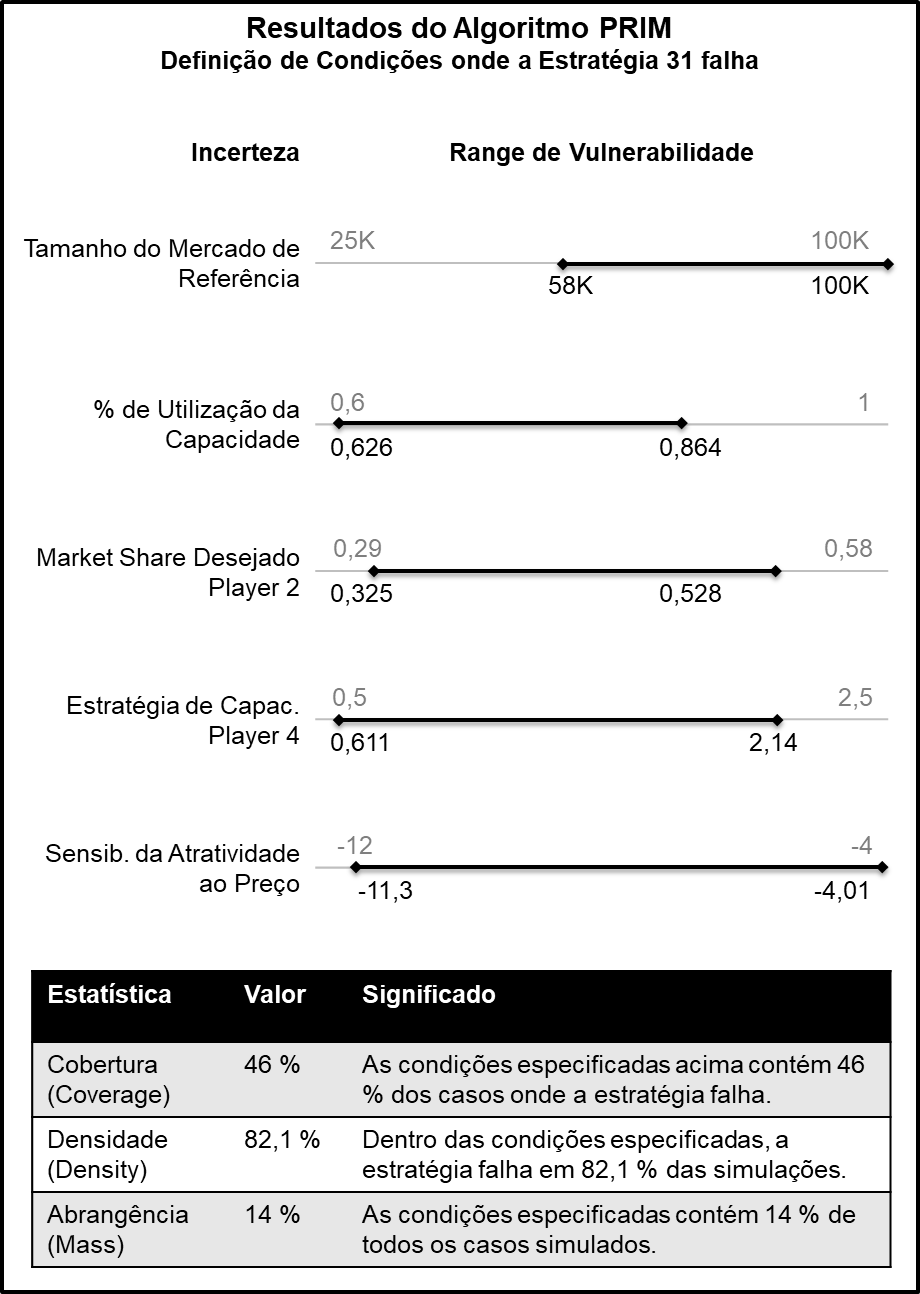 Resultados do Algoritmo PRIM
Definição de Condições onde a Estratégia 31 falha
Incerteza
Range de Vulnerabilidade
Tamanho do Mercado de
Referência
25K
100K
58K
100K
% de Utilização da
Capacidade
0,6
1
0,626
0,864
Market Share Desejado
Player 2
0,29
0,58
0,325
0,528
Estratégia de Capac.
Player 4
0,5
2,5
0,611
2,14
Sensib. da Atratividade
ao Preço
-12
-4
-11,3
-4,01
Estatística Valor Significado
Cobertura
(Coverage)
46 %
As condições especificadas acima contém 46
% dos casos onde a estratégia falha.
Densidade
(Density)
82,1 %
Dentro das condições especificadas, a
estratégia falha em 82,1 % das simulações.
Abrangência
(Mass)
14 %
As condições especificadas contém 14 % de
todos os casos simulados.